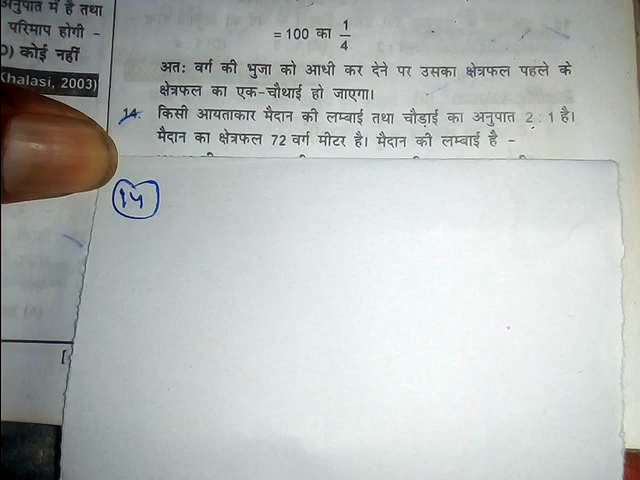 अनुपात में है तथा
परिमाप होगी -
D) कोई नहीं
Khalasi, 2003)
= 100 का 1/4
अतः वर्ग की भुजा को आधी कर देने पर उसका क्षेत्रफल पहले के
क्षेत्रफल का एक-चौथाई हो जाएगा।
14. किसी आयताकार मैदान की लम्बाई तथा चौड़ाई का अनुपात 2 : 1 है।
मैदान का क्षेत्रफल 72 वर्ग मीटर है। मैदान की लम्बाई है -
14